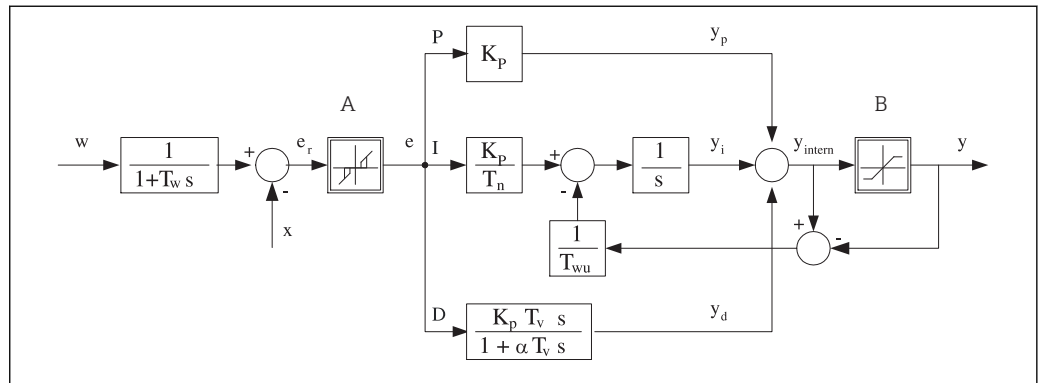 P
K_P
y_p
A
B
w
1
1+T_w s
+
-
e_r
x
e
I
K_P
T_n
+
-
1
s
y_i
y_intern
y
1
T_wu
+
-
D
K_p T_v s
1 + α T_v s
y_d